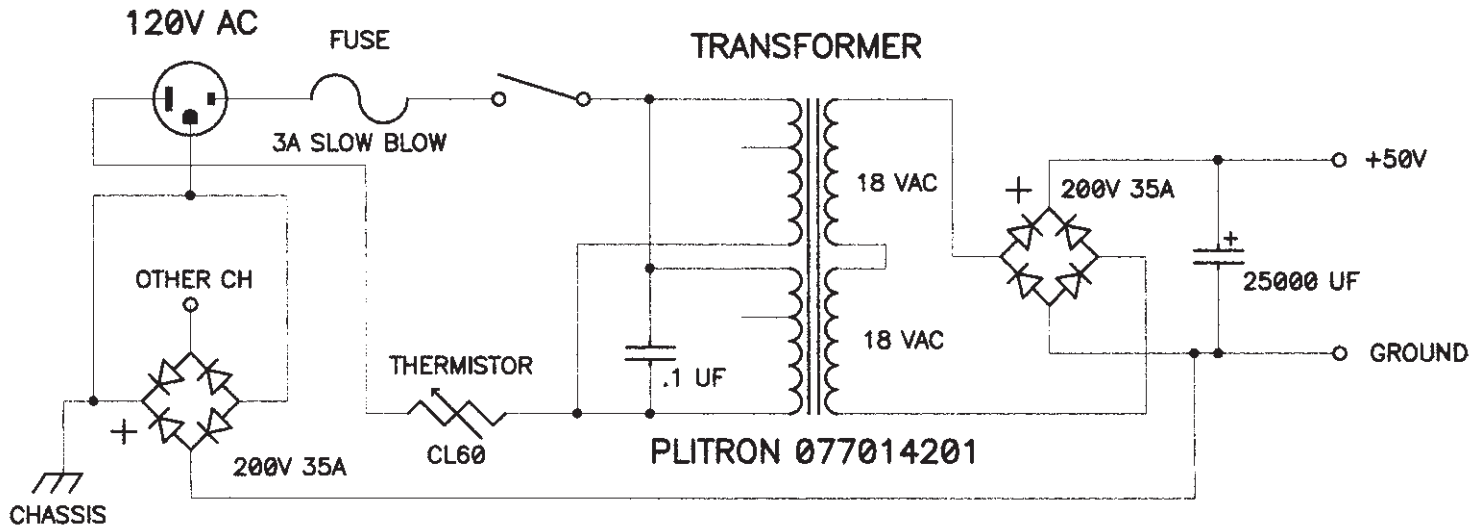 120V AC
FUSE
TRANSFORMER
3A SLOW BLOW
18 VAC
+
200V 35A
+50V
+
25000 UF
OTHER CH
THERMISTOR
.1 UF
18 VAC
GROUND
+
200V 35A
CL60
PLITRON 077014201
CHASSIS